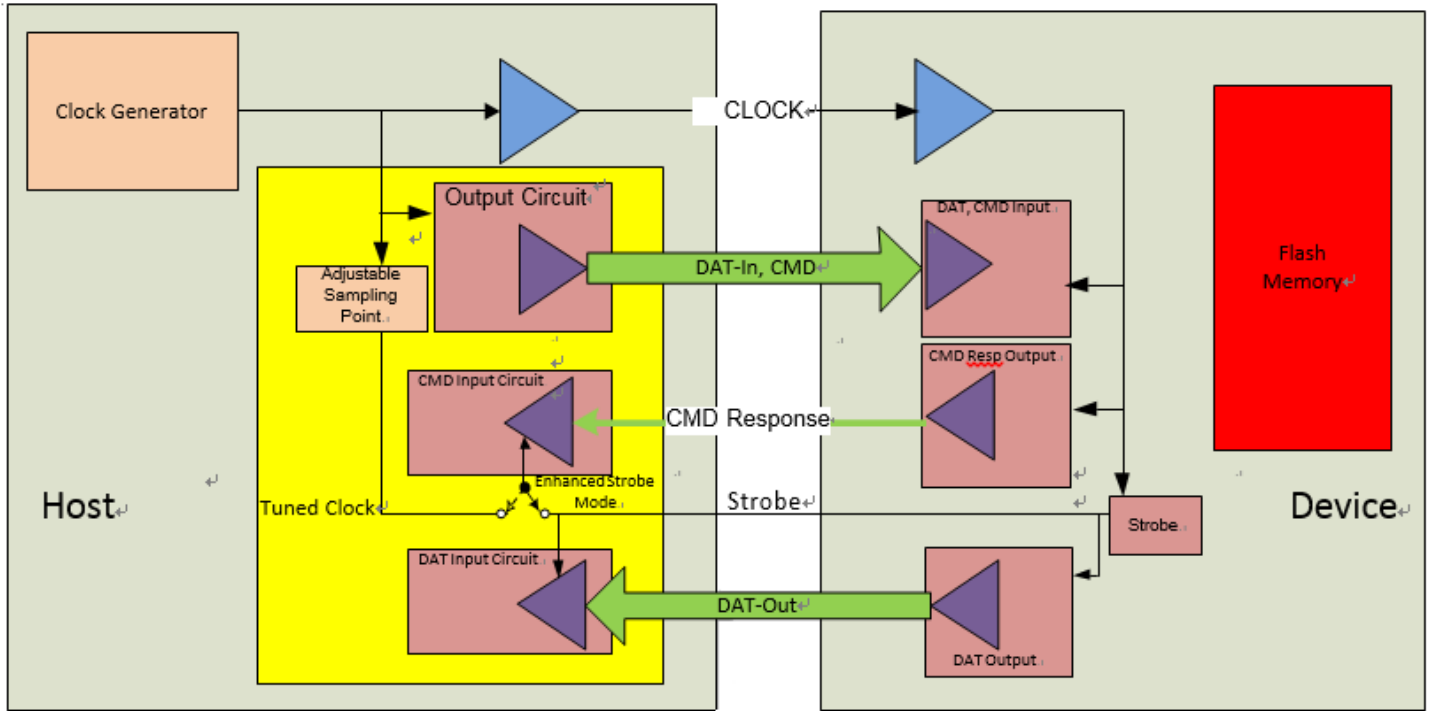 Clock Generator
CLOCK
Output Circuit
DAT, CMD Input
DAT-In, CMD
Flash
Memory
Adjustable
Sampling
Point
CMD Input Circuit
CMD Resp Output
CMD Response
Host
Tuned Clock
Enhanced Strobe
Mode
Strobe
Strobe
Device
DAT Input Circuit
DAT-Out
DAT Output